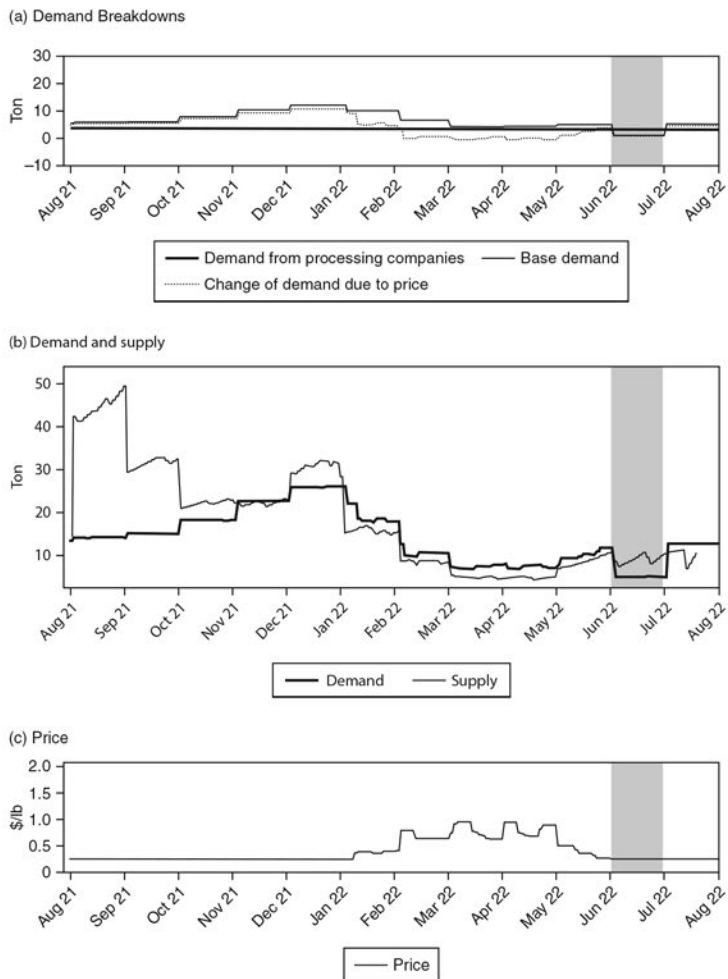 (a) Demand Breakdowns
30
20
10
0
−10
Ton
Aug 21 Sep 21 Oct 21 Nov 21 Dec 21 Jan 22 Feb 22 Mar 22 Apr 22 May 22 Jun 22 Jul 22 Aug 22
Demand from processing companies Base demand
Change of demand due to price
(b) Demand and supply
50
40
30
20
10
Ton
Aug 21 Sep 21 Oct 21 Nov 21 Dec 21 Jan 22 Feb 22 Mar 22 Apr 22 May 22 Jun 22 Jul 22 Aug 22
Demand Supply
(c) Price
2.0
1.5
1.0
0.5
0
$/lb
Aug 21 Sep 21 Oct 21 Nov 21 Dec 21 Jan 22 Feb 22 Mar 22 Apr 22 May 22 Jun 22 Jul 22 Aug 22
Price